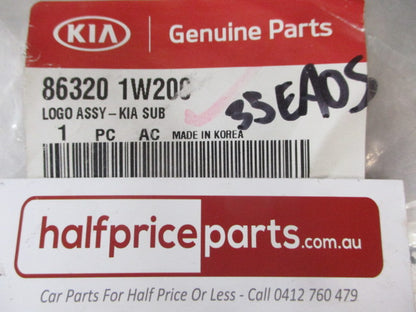 KIA Genuine Parts
86320 1W200
LOGO ASSY-KIA SUB
1 PC AC MADE IN KOREA
35EA05
halfpriceparts.com.au
Car Parts For Half Price Or Less - Call 0412 760 479